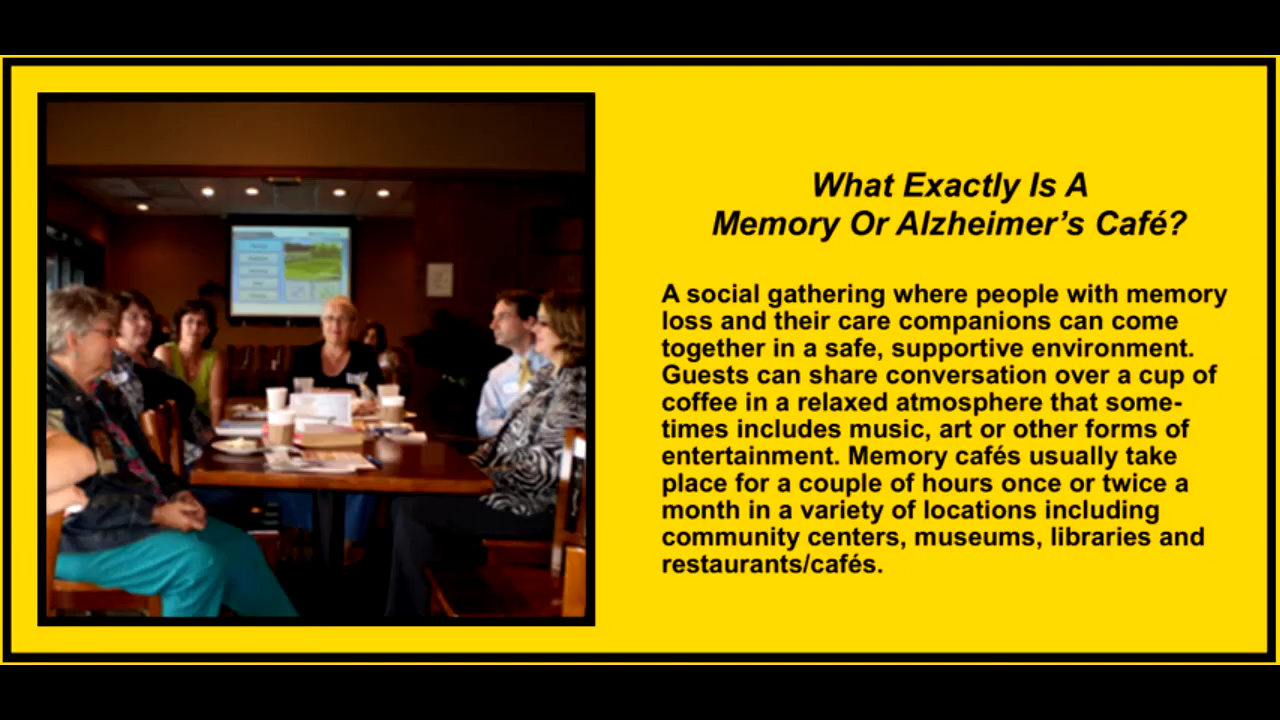 What Exactly Is A
Memory Or Alzheimer’s Café?
A social gathering where people with memory
loss and their care companions can come
together in a safe, supportive environment.
Guests can share conversation over a cup of
coffee in a relaxed atmosphere that some-
times includes music, art or other forms of
entertainment. Memory cafés usually take
place for a couple of hours once or twice a
month in a variety of locations including
community centers, museums, libraries and
restaurants/cafés.